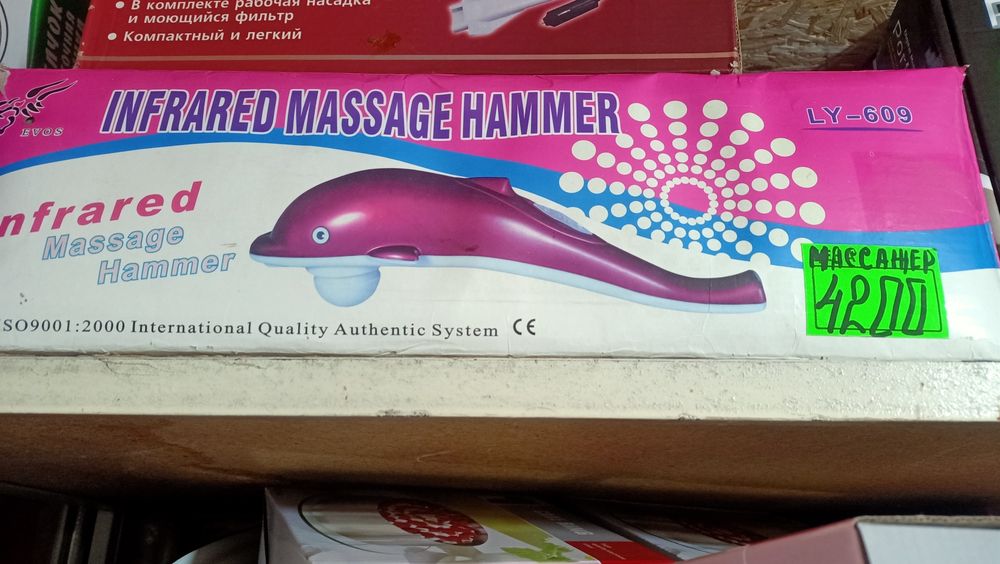 • В комплекте рабочая насадка
и моющийся фильтр
• Компактный и легкий
EVOS
INFRARED MASSAGE HAMMER
LY-609
nfrared
Massage
Hammer
МАССАЖЕР
4200
ISO9001:2000 International Quality Authentic System CE